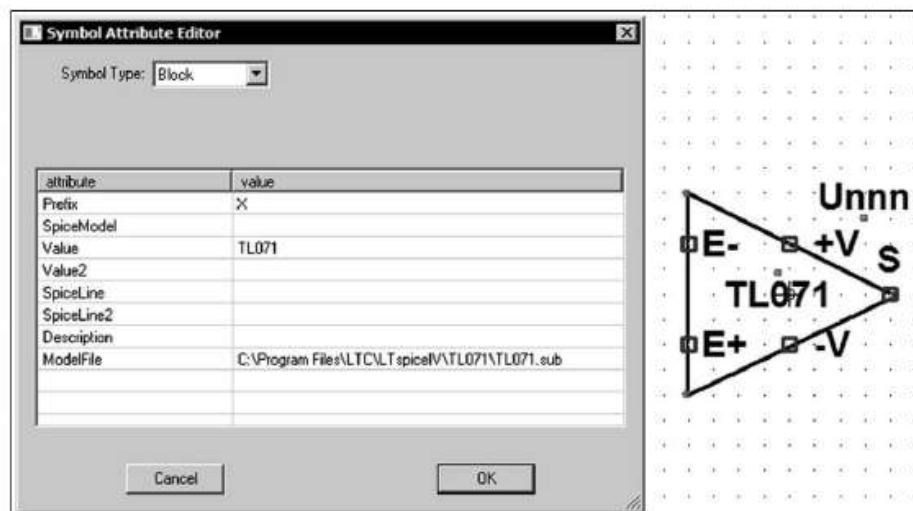 Symbol Attribute Editor
Symbol Type: Block
attribute value
Prefix X
SpiceModel
Value TL071
Value2
SpiceLine
SpiceLine2
Description
ModelFile C:\Program Files\LTC\LTspiceIV\TL071\TL071.sub
Cancel OK
Unnn
E- +V S
TL071
E+ -V